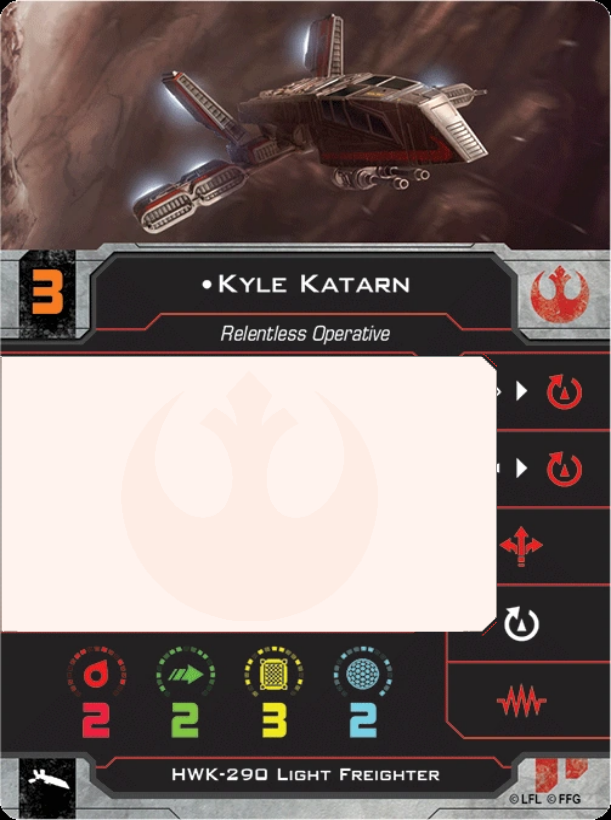 3
•Kyle Katarn
Relentless Operative
2 2 3 2
HWK-290 Light Freighter
©LFL ©FFG